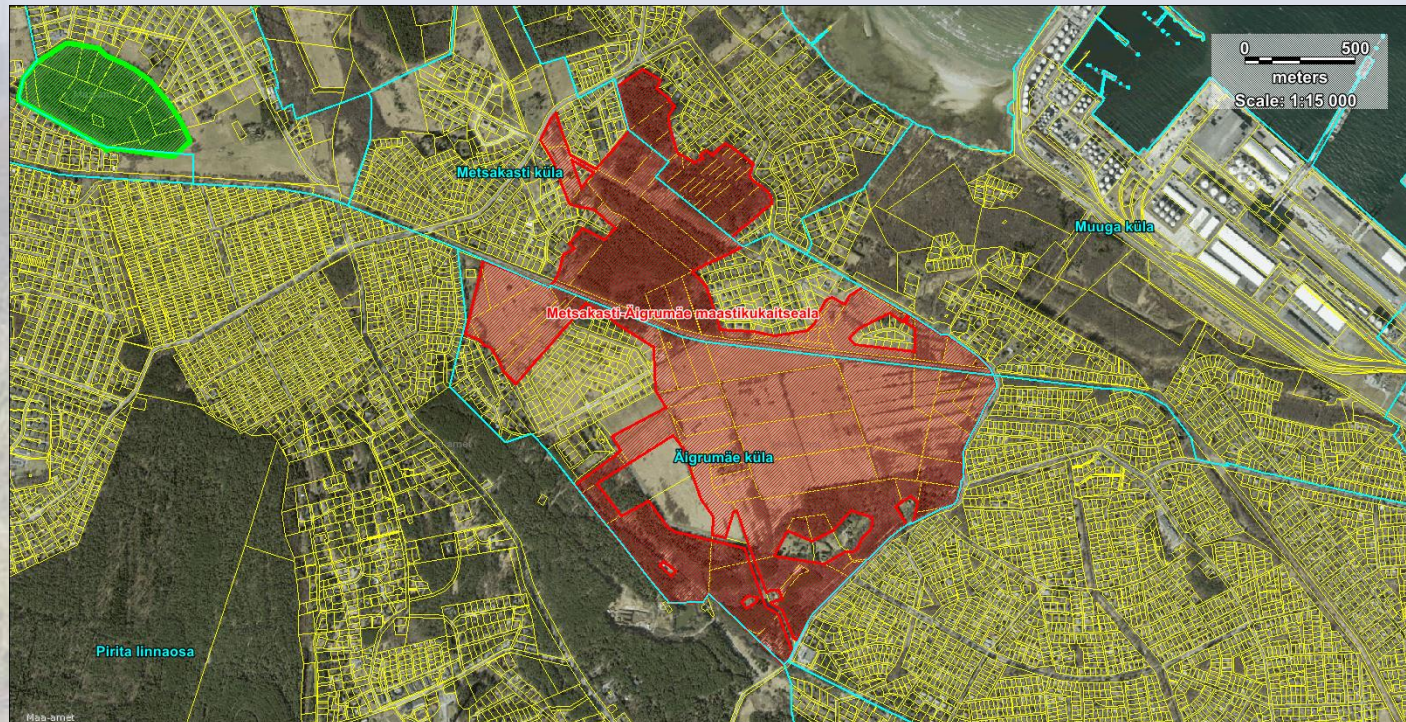 0 500
meters
Scale: 1:15 000
Metsakasti küla
Muuga küla
Metsakasti-Äigrumäe maastikukaitseala
Äigrumäe küla
Pirita linnaosa
Maa-amet